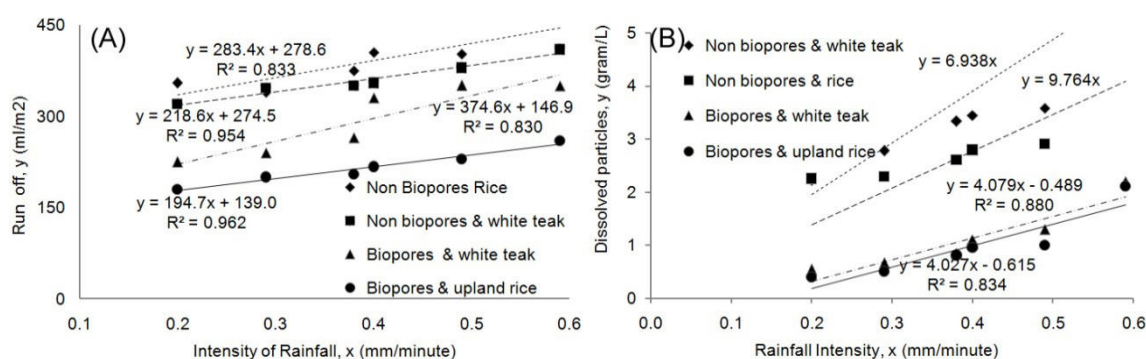 (A)
450
300
150
0
Run off, y (ml/m2)
y = 283.4x + 278.6
R² = 0.833
y = 218.6x + 274.5
R² = 0.954
y = 374.6x + 146.9
R² = 0.830
y = 194.7x + 139.0
R² = 0.962
Non Biopores Rice
Non biopores & white teak
Biopores & white teak
Biopores & upland rice
0.1 0.2 0.3 0.4 0.5 0.6
Intensity of Rainfall, x (mm/minute)
(B)
5
4
3
2
1
0
Dissolved particles, y (gram/L)
Non biopores & white teak
Non biopores & rice
Biopores & white teak
Biopores & upland rice
y = 6.938x
y = 9.764x
y = 4.079x - 0.489
R² = 0.880
y = 4.027x - 0.615
R² = 0.834
0.0 0.1 0.2 0.3 0.4 0.5 0.6
Rainfall Intensity, x (mm/minute)